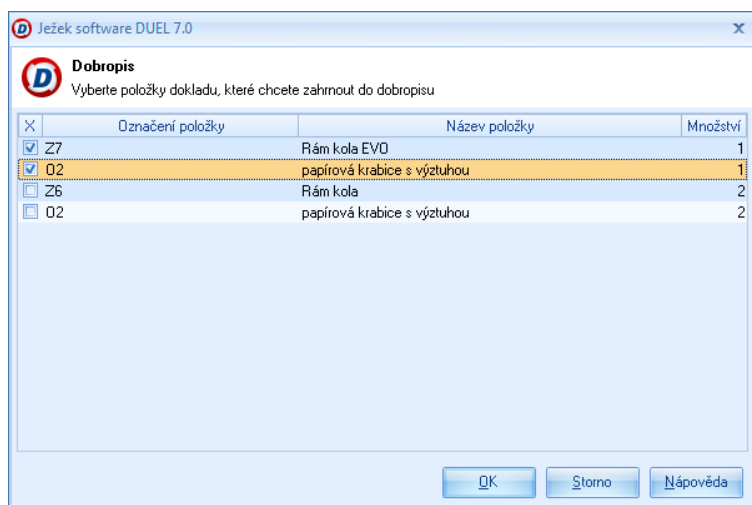 Ježek software DUEL 7.0
Dobropis
Vyberte položky dokladu, které chcete zahrnout do dobropisu
X Označení položky Název položky Množství
Z7 Rám kola EVO 1
O2 papírová krabice s výztuhou 1
Z6 Rám kola 2
O2 papírová krabice s výztuhou 2
OK Storno Nápověda